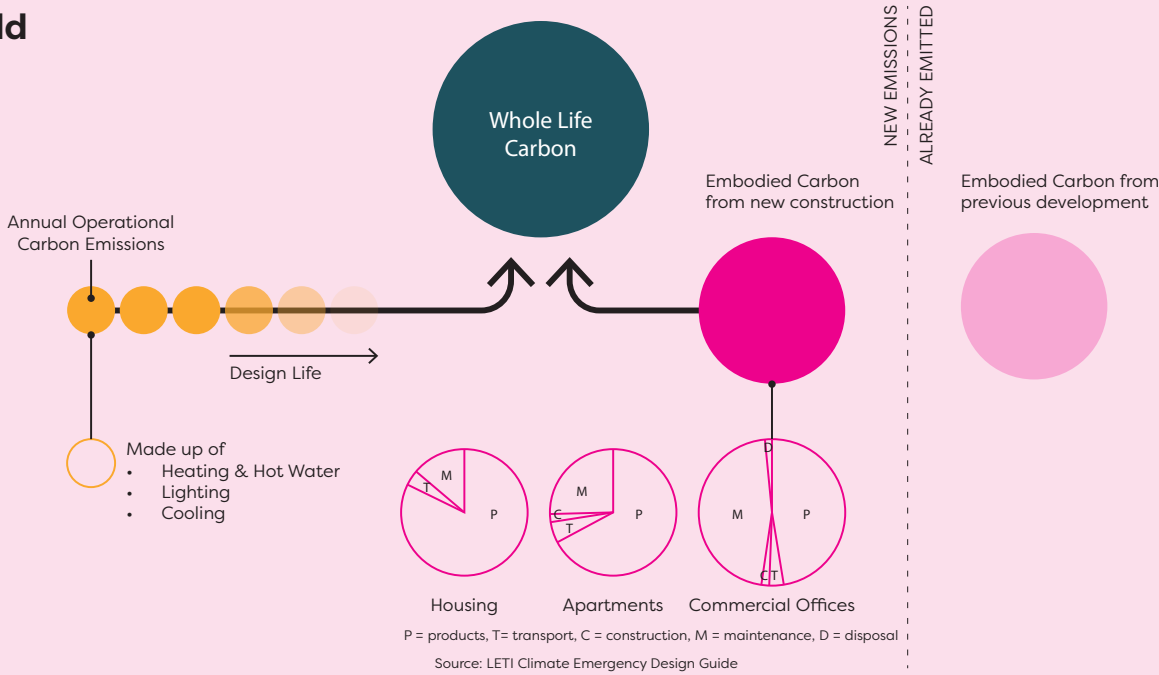 Whole Life
Carbon
NEW EMISSIONS
ALREADY EMITTED
Embodied Carbon
from new construction
Embodied Carbon from
previous development
Annual Operational
Carbon Emissions
Design Life
Made up of
• Heating & Hot Water
• Lighting
• Cooling
M
T
P
M
C
T
P
D
M
P
C T
Housing
Apartments
Commercial Offices
P = products, T= transport, C = construction, M = maintenance, D = disposal
Source: LETI Climate Emergency Design Guide